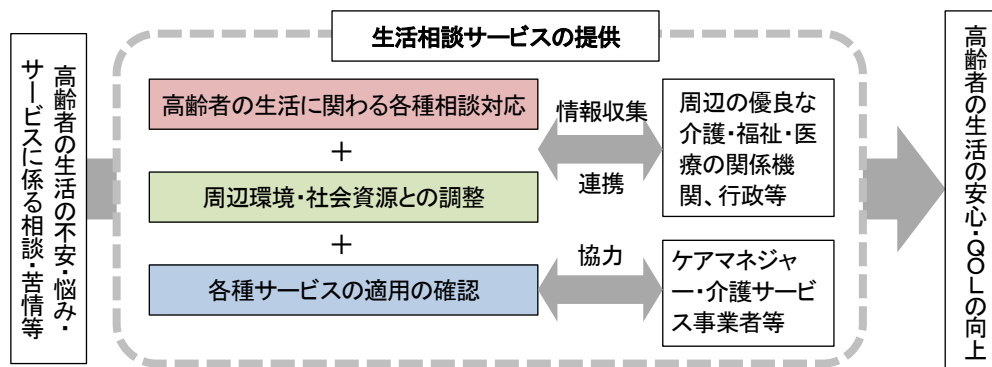 生活相談サービスの提供
高齢者の生活の不安・悩み・
サービスに係る相談・苦情等
高齢者の生活に関わる各種相談対応
+
周辺環境・社会資源との調整
+
各種サービスの適用の確認
情報収集
連携
協力
周辺の優良な
介護・福祉・医
療の関係機
関、行政等
ケアマネジャ
ー・介護サービ
ス事業者等
高齢者の生活の安心・QOLの向上